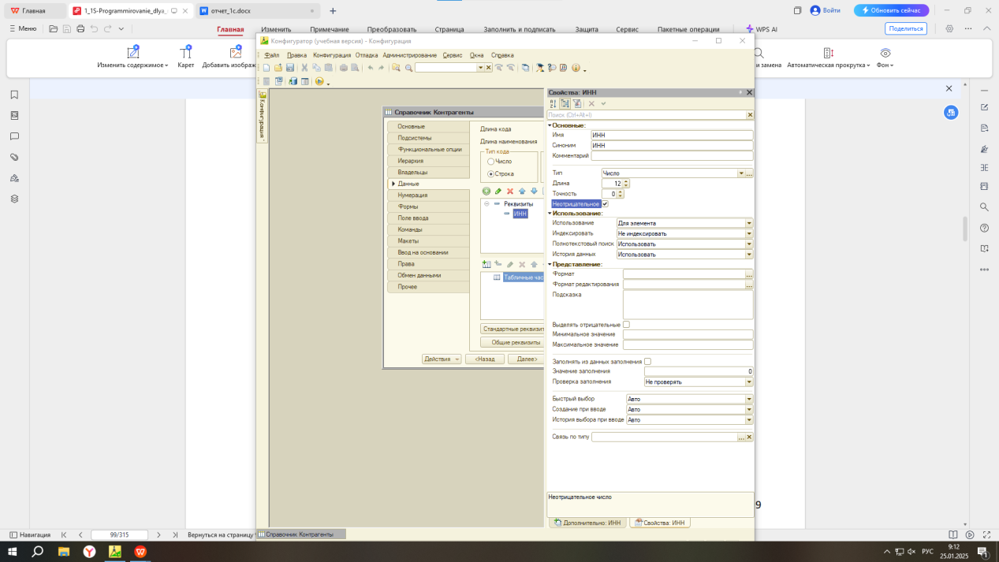 Главная
1_1S-Programmirovanie_dlya_
отчет_1с.docx
Войти
Обновить сейчас
Меню
Главная
Изменить
Примечание
Преобразовать
Страница
Заполнить и подписать
Защита
Сервис
Пакетные операции
WPS AI
Поделиться
Изменить содержимое
Карет
Добавить изображ
и замена
Автоматическая прокрутка
Фон
Конфигуратор (учебная версия) - Конфигурация
Файл Правка Конфигурация Отладка Администрирование Сервис Окна Справка
Конфигурация
Справочник Контрагенты
Основные
Подсистемы
Функциональные опции
Иерархия
Владельцы
Данные
Нумерация
Формы
Поле ввода
Команды
Макеты
Ввод на основании
Права
Обмен данными
Прочее
Длина кода
Длина наименования
Тип кода
Число
Строка
Реквизиты
ИНН
Табличные час
Стандартные реквизит
Общие реквизиты
Действия
<Назад
Далее>
Свойства: ИНН
Поиск (Ctrl+Alt+I)
Основные:
Имя ИНН
Синоним ИНН
Комментарий
Тип Число
Длина 12
Точность 0
Неотрицательное
Использование:
Использование Для элемента
Индексировать Не индексировать
Полнотекстовый поиск Использовать
История данных Использовать
Представление:
Формат
Формат редактирования
Подсказка
Выделять отрицательные
Минимальное значение
Максимальное значение
Заполнять из данных заполнения
Значение заполнения 0
Проверка заполнения Не проверять
Быстрый выбор Авто
Создание при вводе Авто
История выбора при вводе Авто
Связь по типу
Неотрицательное число
Дополнительно: ИНН
Свойства: ИНН
9
Навигация
99/315
Вернуться на страницу
Справочник Контрагенты
РУС
9:12
25.01.2025
1